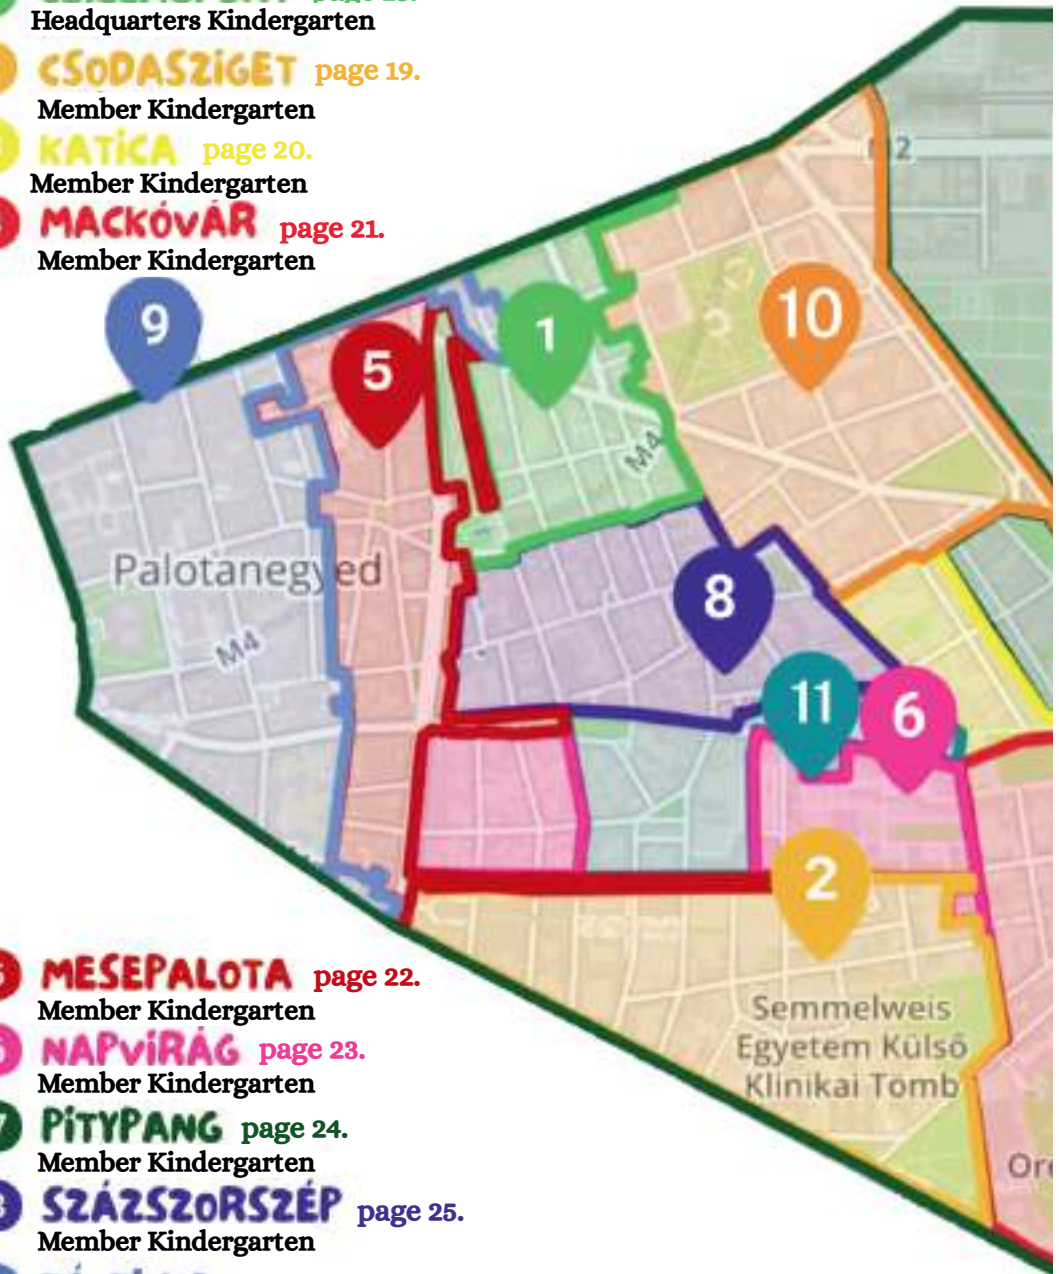 Headquarters Kindergarten
CSODASZIGET page 19.
Member Kindergarten
KATICA page 20.
Member Kindergarten
MACKÓVÁR page 21.
Member Kindergarten
2
9
1
10
5
M4
Palotanegyed
8
M4
11
6
2
MESEPALOTA page 22.
Member Kindergarten
Semmelweis
Egyetem Külső
Klinikai Tömb
NAPVIRÁG page 23.
Member Kindergarten
PITYPANG page 24.
Member Kindergarten
SZÁZSZORSZÉP page 25.
Member Kindergarten